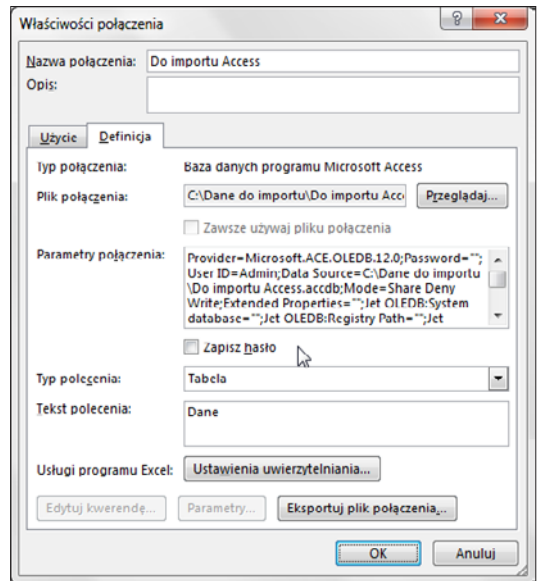 Właściwości połączenia
Nazwa połączenia: Do importu Access
Opis:
Użycie Definicja
Typ połączenia: Baza danych programu Microsoft Access
Plik połączenia: C:\Dane do importu\Do importu Acc Przeglądaj...
Zawsze używaj pliku połączenia
Parametry połączenia: Provider=Microsoft.ACE.OLEDB.12.0;Password="";
User ID=Admin;Data Source=C:\Dane do importu
\Do importu Access.accdb;Mode=Share Deny
Write;Extended Properties="";Jet OLEDB:System
database="";Jet OLEDB:Registry Path="";Jet
Zapisz hasło
Typ polecenia: Tabela
Tekst polecenia: Dane
Usługi programu Excel: Ustawienia uwierzytelniania...
Edytuj kwerendę... Parametry... Eksportuj plik połączenia...
OK Anuluj